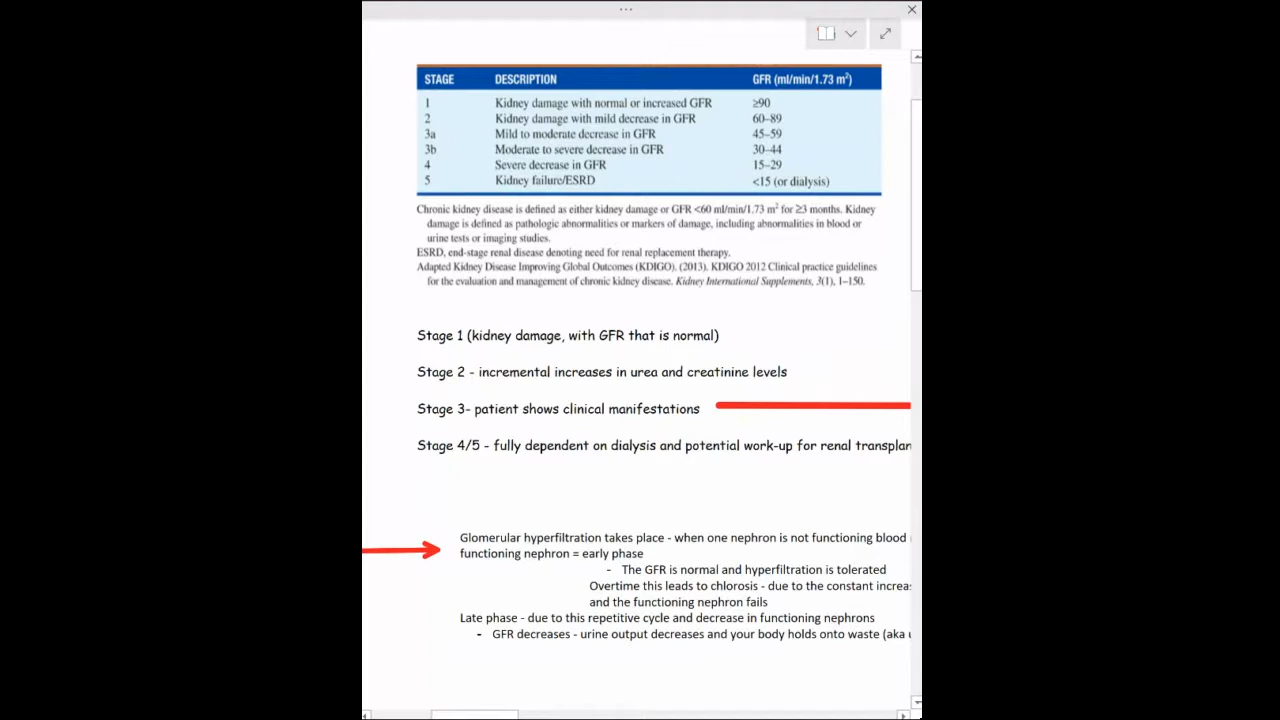 STAGE DESCRIPTION GFR (ml/min/1.73 m²)
1 Kidney damage with normal or increased GFR ≥90
2 Kidney damage with mild decrease in GFR 60–89
3a Mild to moderate decrease in GFR 45–59
3b Moderate to severe decrease in GFR 30–44
4 Severe decrease in GFR 15–29
5 Kidney failure/ESRD <15 (or dialysis)
Chronic kidney disease is defined as either kidney damage or GFR <60 ml/min/1.73 m² for ≥3 months. Kidney
damage is defined as pathologic abnormalities or markers of damage, including abnormalities in blood or
urine tests or imaging studies.
ESRD, end-stage renal disease denoting need for renal replacement therapy.
Adapted Kidney Disease Improving Global Outcomes (KDIGO). (2013). KDIGO 2012 Clinical practice guidelines
for the evaluation and management of chronic kidney disease. Kidney International Supplements, 3(1), 1–150.
Stage 1 (kidney damage, with GFR that is normal)
Stage 2 - incremental increases in urea and creatinine levels
Stage 3- patient shows clinical manifestations
Stage 4/5 - fully dependent on dialysis and potential work-up for renal transplan
Glomerular hyperfiltration takes place - when one nephron is not functioning blood
functioning nephron = early phase
- The GFR is normal and hyperfiltration is tolerated
Overtime this leads to chlorosis - due to the constant increa
and the functioning nephron fails
Late phase - due to this repetitive cycle and decrease in functioning nephrons
- GFR decreases - urine output decreases and your body holds onto waste (aka